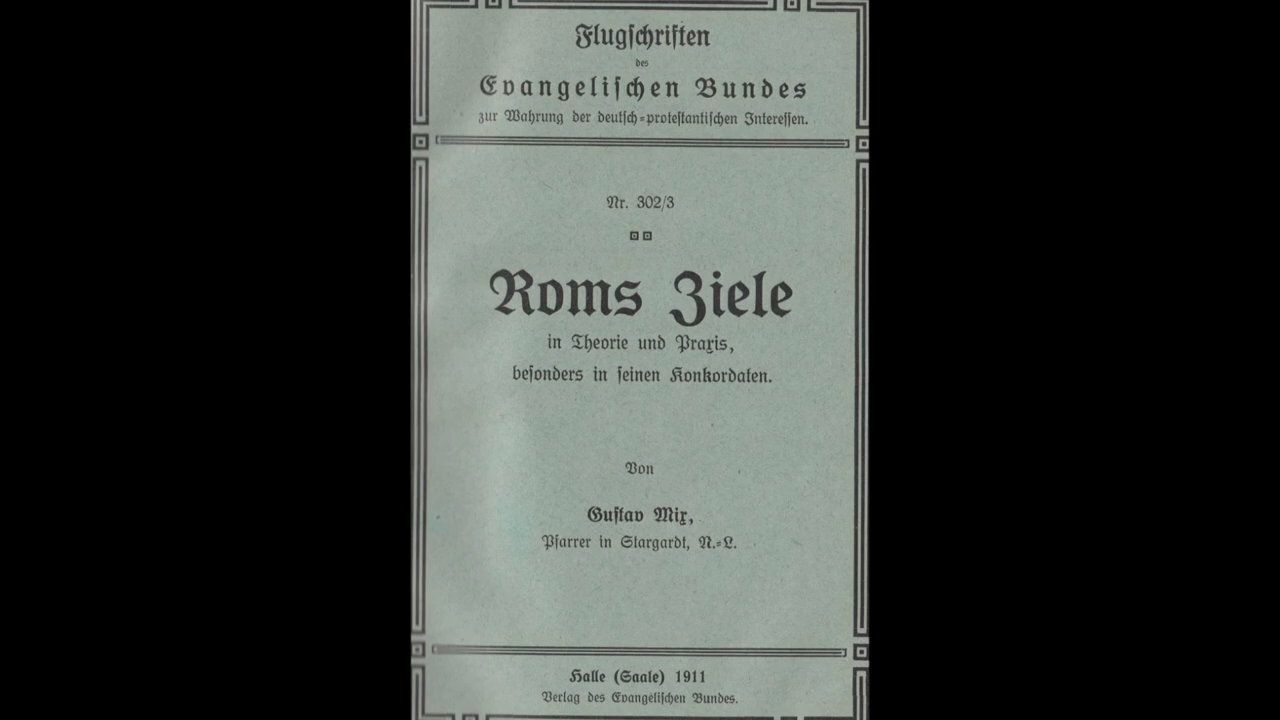 Flugschriften
des
Evangelischen Bundes
zur Wahrung der deutsch-protestantischen Interessen.
Nr. 302/3
Roms Ziele
in Theorie und Praxis,
besonders in seinen Konkordaten.
Von
Gustav Mix,
Pfarrer in Stargardt, N.-L.
Halle (Saale) 1911
Verlag des Evangelischen Bundes.